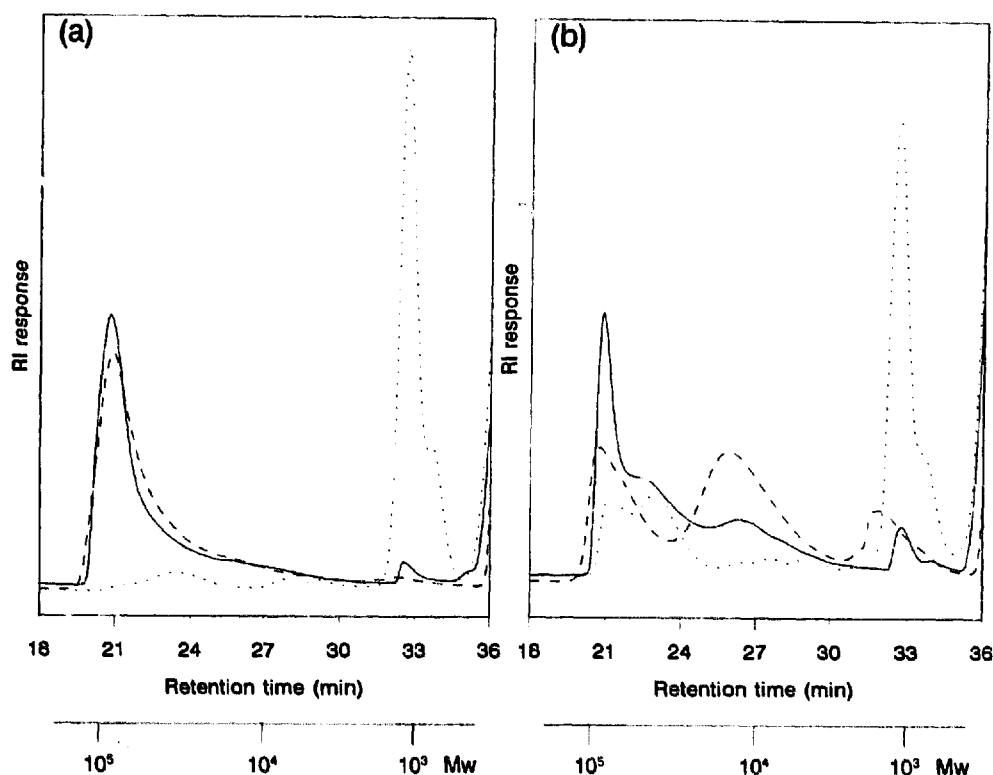 (a)
(b)
RI response
RI response
18 21 24 27 30 33 36
18 21 24 27 30 33 36
Retention time (min)
Retention time (min)
10⁵ 10⁴ 10³ Mw
10⁵ 10⁴ 10³ Mw